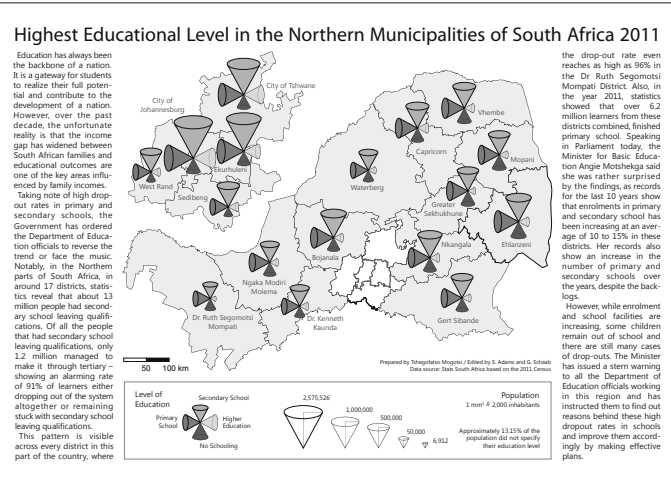 Highest Educational Level in the Northern Municipalities of South Africa 2011
Education has always been
the backbone of a nation.
It is a gateway for students
to realize their full poten-
tial and contribute to the
development of a nation.
However, over the past
decade, the unfortunate
reality is that the income
gap has widened between
South African families and
educational outcomes are
one of the key areas influ-
enced by family incomes.
Taking note of high drop-
out rates in primary and
secondary schools, the
Government has ordered
the Department of Educa-
tion officials to reverse the
trend or face the music.
Notably, in the Northern
parts of South Africa, in
around 17 districts, statis-
tics reveal that about 13
million people had second-
ary school leaving qualifi-
cations. Of all the people
that had secondary school
leaving qualifications, only
1.2 million managed to
make it through tertiary –
showing an alarming rate
of 91% of learners either
dropping out of the system
altogether or remaining
stuck with secondary school
leaving qualifications.
This pattern is visible
across every district in this
part of the country, where
City of Tshwane
City of
Johannesburg
Ekurhuleni
West Rand
Sedibeng
Vhembe
Capricorn
Mopani
Waterberg
Greater
Sekhukhune
Ehlanzeni
Nkangala
Bojanala
Ngaka Modiri
Molema
Dr. Ruth Segomotsi
Mompati
Dr. Kenneth
Kaunda
Gert Sibande
50 100 km
Prepared by Tshegofatso Mogotsi / Edited by S. Adams and G. Schaab
Data source: Stats South Africa based on the 2011 Census
Level of
Education
Secondary School
Primary
School
Higher
Education
No Schooling
2,575,526
1,000,000
500,000
50,000
6,912
Population
1 mm³ ≙ 2,000 inhabitants
Approximately 13.15% of the
population did not specify
their education level
the drop-out rate even
reaches as high as 96% in
the Dr Ruth Segomotsi
Mompati District. Also, in
the year 2011, statistics
showed that over 6.2
million learners from these
districts combined, finished
primary school. Speaking
in Parliament today, the
Minister for Basic Educa-
tion Angie Motshekga said
she was rather surprised
by the findings, as records
for the last 10 years show
that enrolments in primary
and secondary school has
been increasing at an aver-
age of 10 to 15% in these
districts. Her records also
show an increase in the
number of primary and
secondary schools over
the years, despite the back-
logs.
However, while enrolment
and school facilities are
increasing, some children
remain out of school and
there are still many cases
of drop-outs. The Minister
has issued a stern warning
to all the Department of
Education officials working
in this region and has
instructed them to find out
reasons behind these high
dropout rates in schools
and improve them accord-
ingly by making effective
plans.